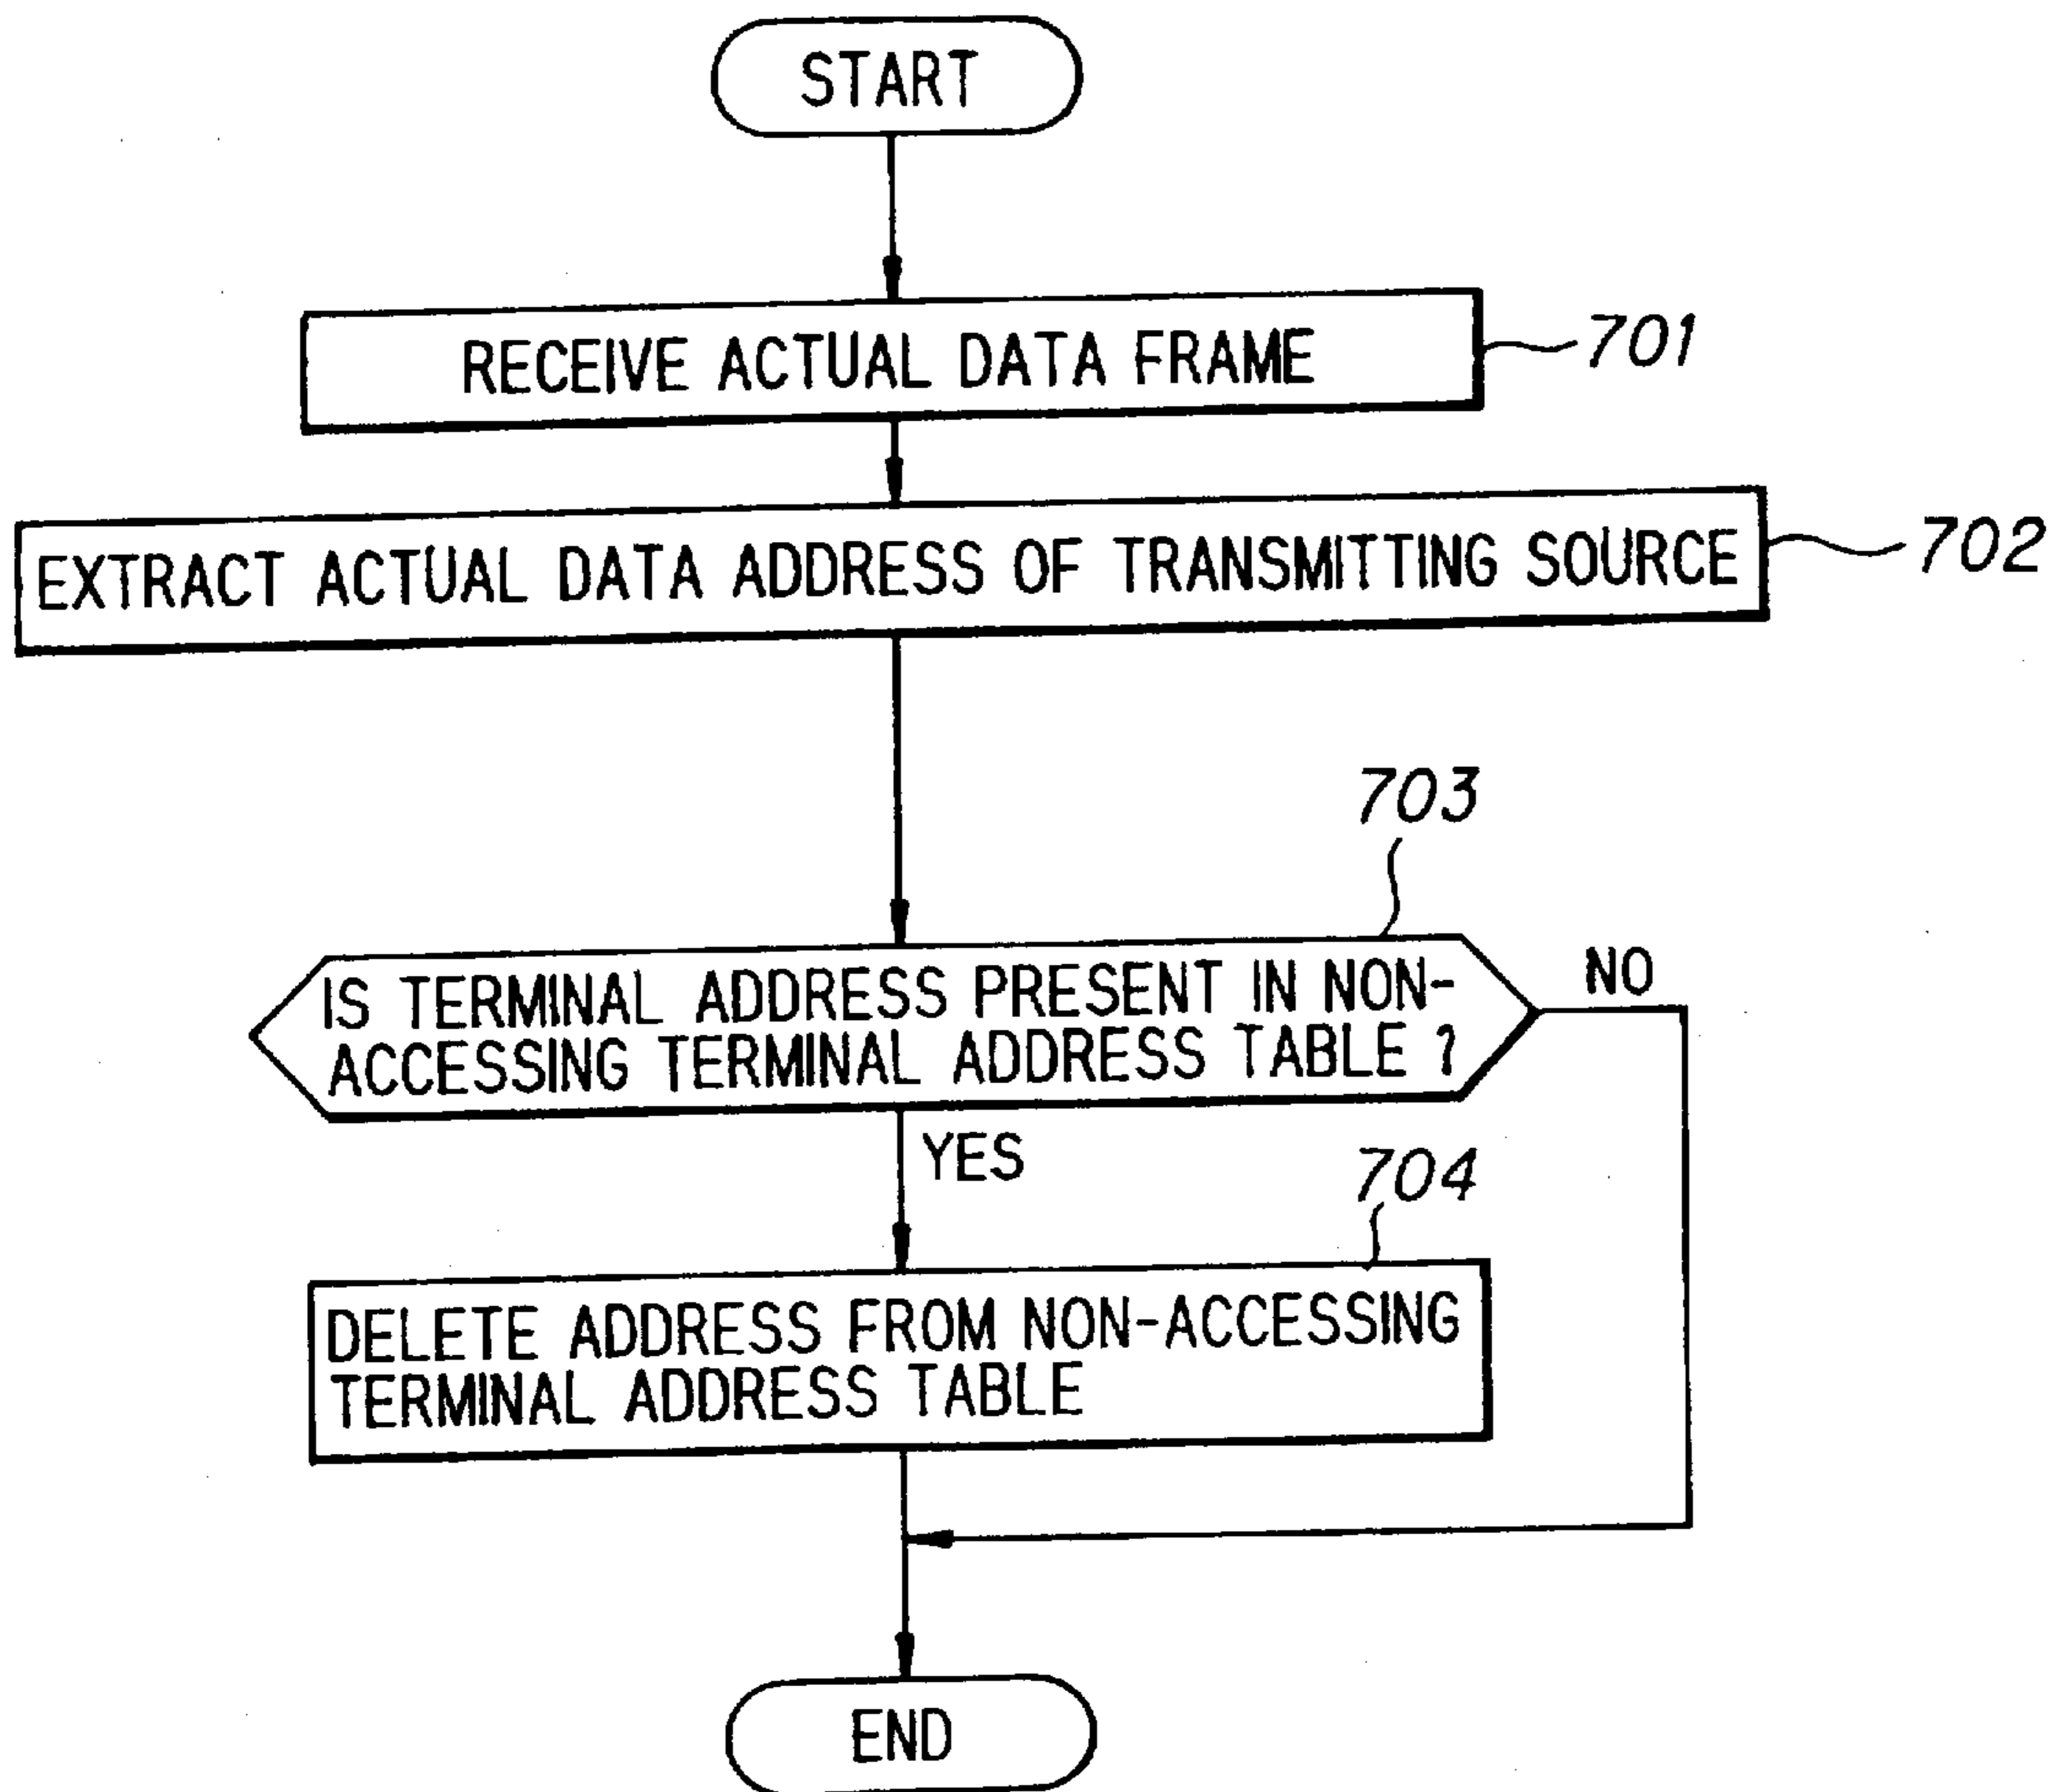 START
RECEIVE ACTUAL DATA FRAME
701
EXTRACT ACTUAL DATA ADDRESS OF TRANSMITTING SOURCE
702
703
IS TERMINAL ADDRESS PRESENT IN NON-
ACCESSING TERMINAL ADDRESS TABLE ?
NO
YES
704
DELETE ADDRESS FROM NON-ACCESSING
TERMINAL ADDRESS TABLE
END